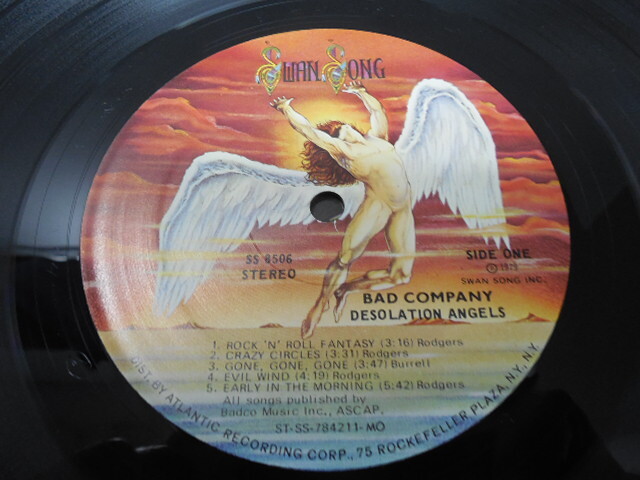 SWAN SONG
SS 8506
STEREO
SIDE ONE
Ⓟ 1979
SWAN SONG INC.
BAD COMPANY
DESOLATION ANGELS
1. ROCK 'N' ROLL FANTASY (3:16) Rodgers
2. CRAZY CIRCLES (3:31) Rodgers
3. GONE, GONE, GONE (3:47) Burrell
4. EVIL WIND (4:19) Rodgers
5. EARLY IN THE MORNING (5:42) Rodgers
All songs published by
Badco Music Inc., ASCAP.
ST-SS-784211-MO
DIST. BY ATLANTIC RECORDING CORP., 75 ROCKEFELLER PLAZA, N.Y., N.Y.